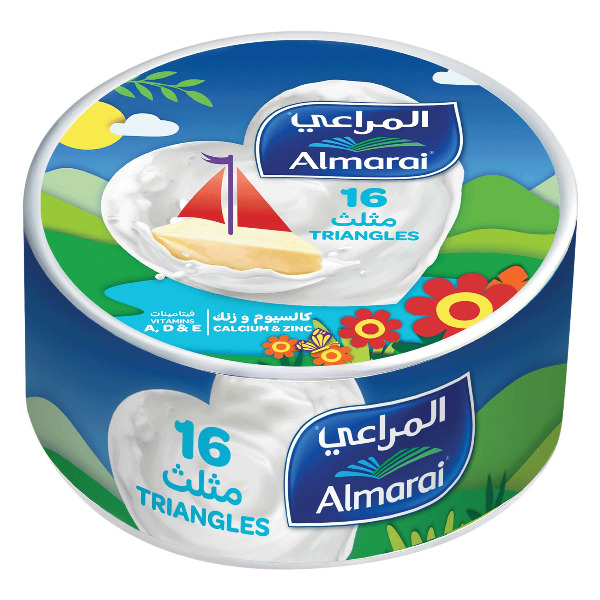 المراعي
Almarai
16
مثلث
TRIANGLES
فيتامينات
VITAMINS
A, D & E
كالسيوم و زنك
CALCIUM & ZINC
المراعي
Almarai
16
مثلث
TRIANGLES